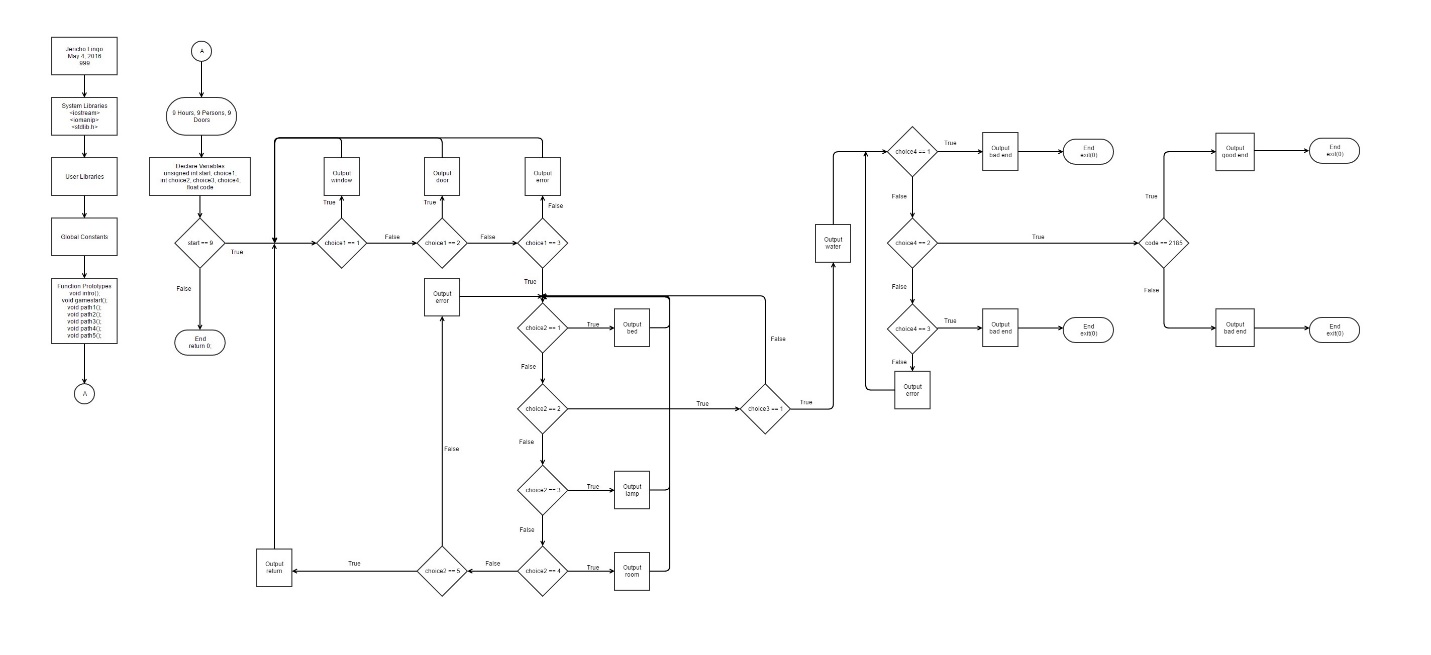 Jericho Lingo
May 4, 2016
999
System Libraries
<iostream>
<iomanip>
<stdlib.h>
User Libraries
Global Constants
Function Prototypes
void intro();
void gamestart();
void path1();
void path2();
void path3();
void path4();
void path5();
A
A
9 Hours, 9 Persons, 9
Doors
Declare Variables
unsigned int start, choice1;
int choice2, choice3, choice4;
float code
start == 9
True
False
End
return 0;
Output
window
True
choice1 == 1
False
Output
door
True
choice1 == 2
False
Output
error
False
choice1 == 3
True
Output
error
choice2 == 1
True
Output
bed
False
choice2 == 2
True
False
choice2 == 3
True
Output
lamp
False
choice2 == 4
True
Output
room
False
choice2 == 5
False
True
Output
return
choice3 == 1
False
True
Output
water
choice4 == 1
True
Output
bad end
End
exit(0)
False
choice4 == 2
True
False
choice4 == 3
True
Output
bad end
End
exit(0)
False
Output
error
code == 2185
True
Output
good end
End
exit(0)
False
Output
bad end
End
exit(0)